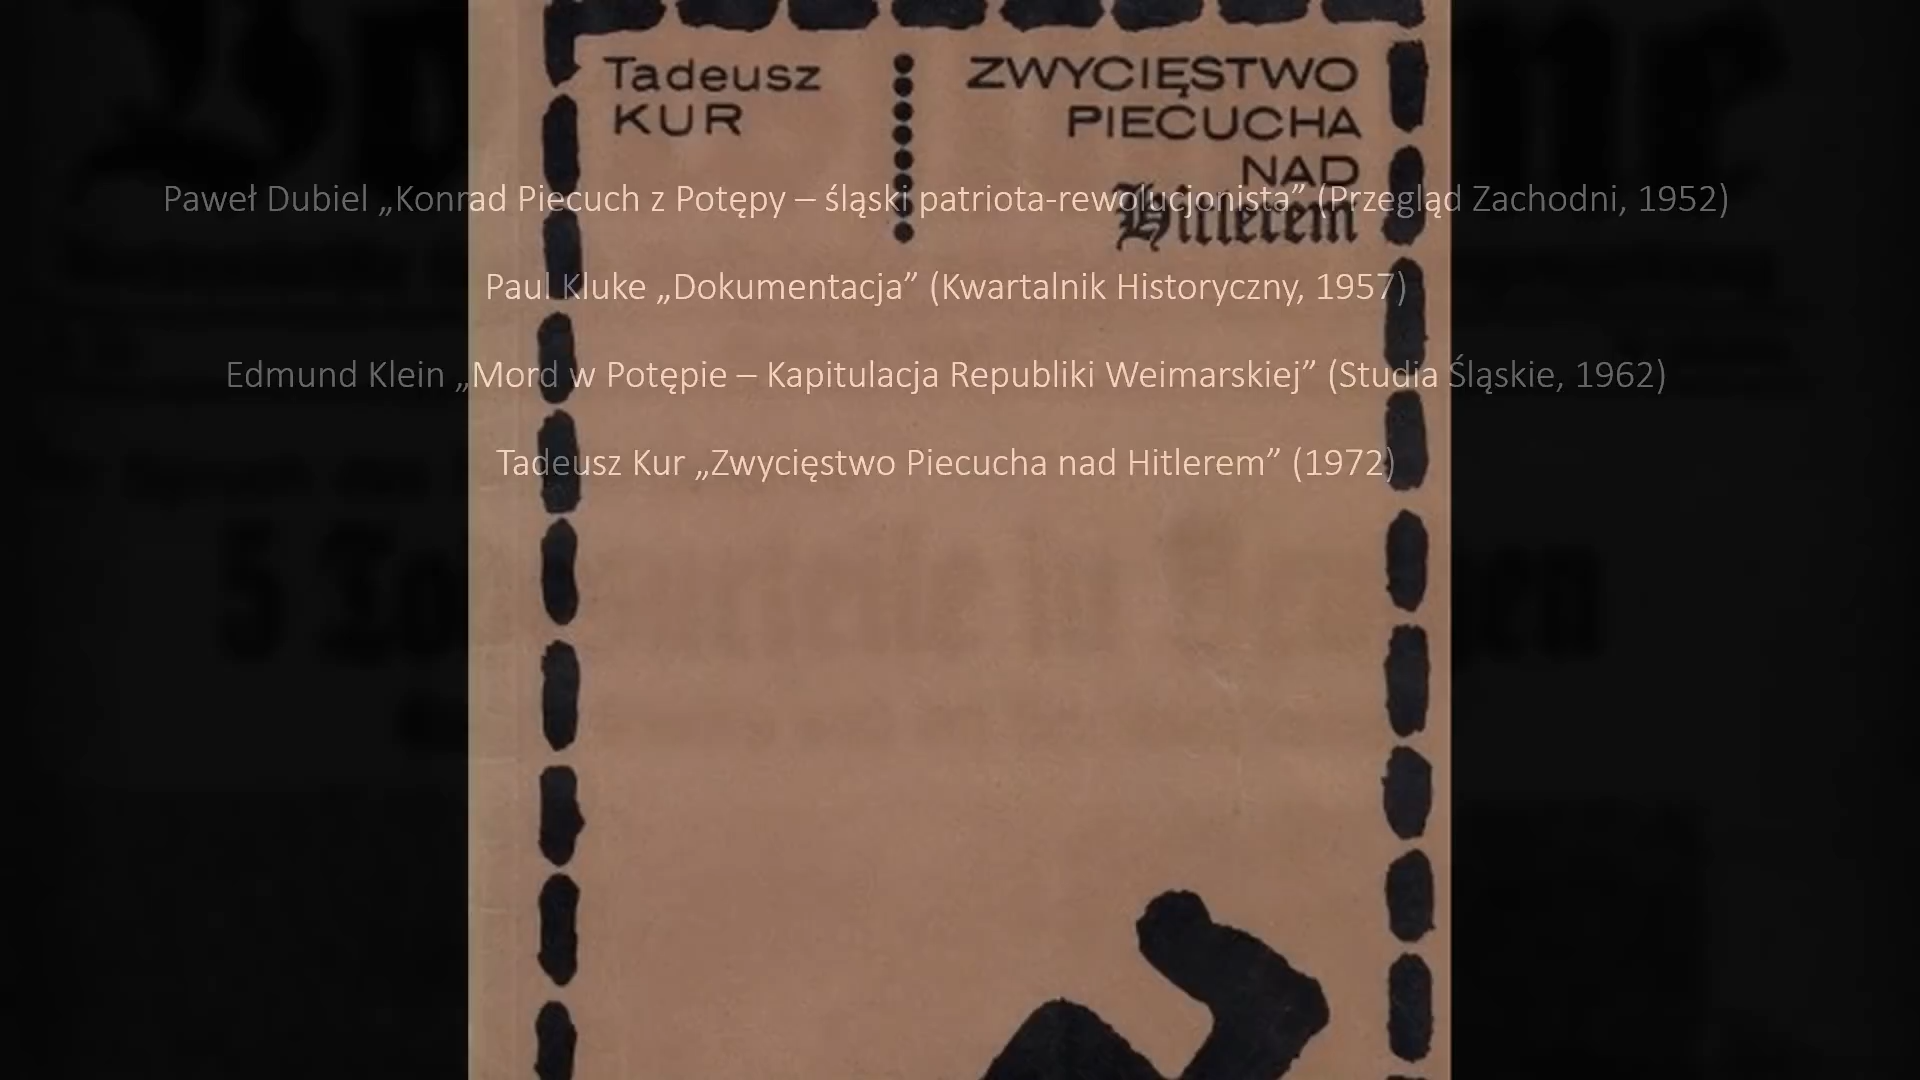 Tadeusz
KUR
ZWYCIĘSTWO
PIECUCHA
NAD
Hitlerem
Paweł Dubiel „Konrad Piecuch z Potępy – śląski patriota-rewolucjonista” (Przegląd Zachodni, 1952)
Paul Kluke „Dokumentacja” (Kwartalnik Historyczny, 1957)
Edmund Klein „Mord w Potępie – Kapitulacja Republiki Weimarskiej” (Studia Śląskie, 1962)
Tadeusz Kur „Zwycięstwo Piecucha nad Hitlerem” (1972)